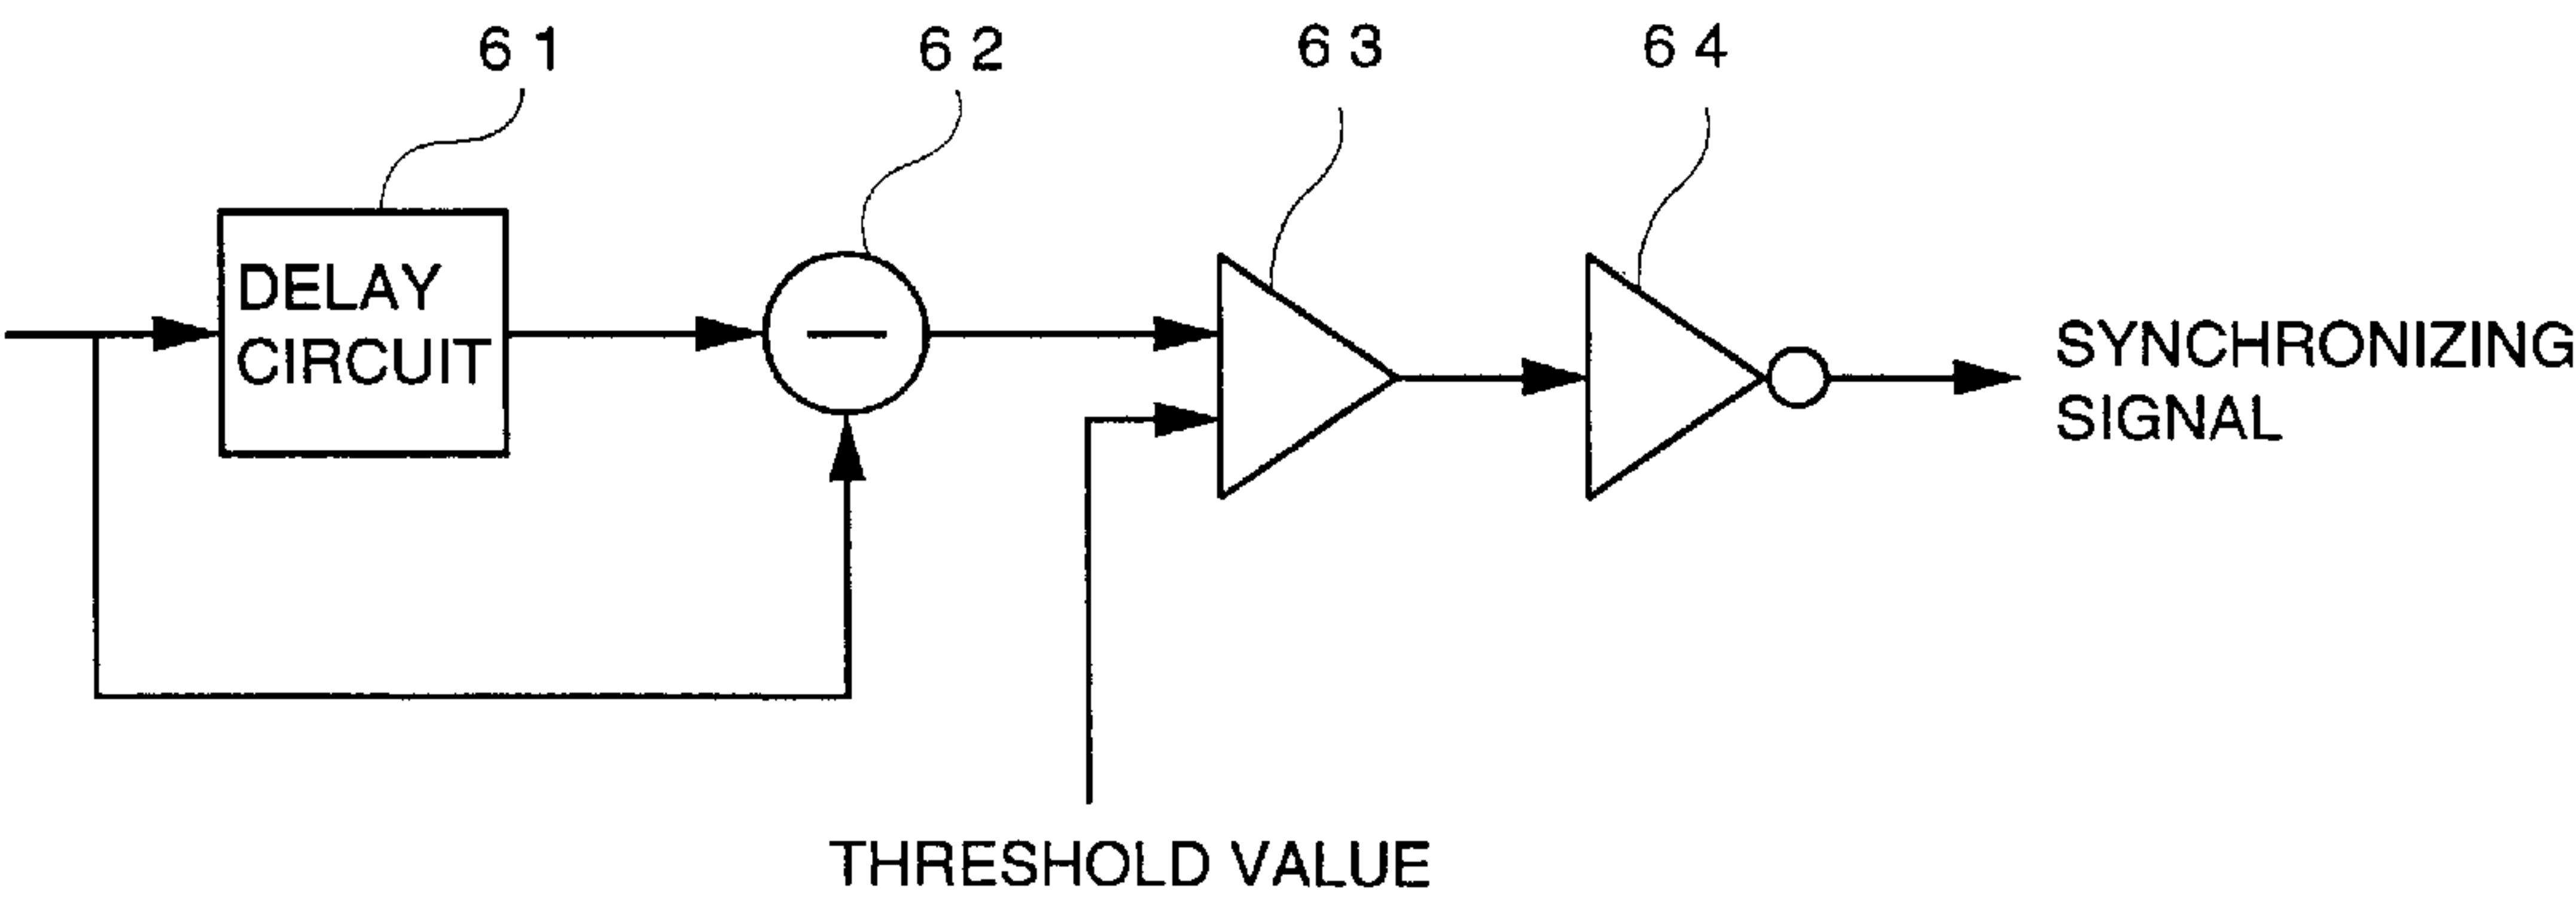 61
62
63
64
DELAY
CIRCUIT
SYNCHRONIZING
SIGNAL
THRESHOLD VALUE